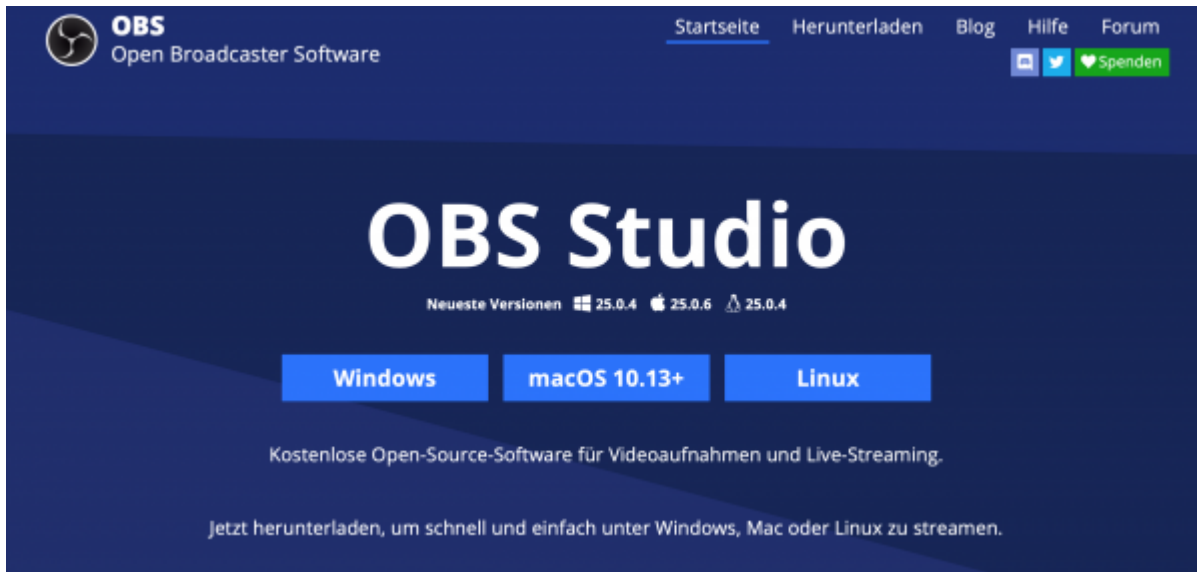 OBS
Open Broadcaster Software
Startseite Herunterladen Blog Hilfe Forum
Spenden
OBS Studio
Neueste Versionen 25.0.4 25.0.6 25.0.4
Windows macOS 10.13+ Linux
Kostenlose Open-Source-Software für Videoaufnahmen und Live-Streaming.
Jetzt herunterladen, um schnell und einfach unter Windows, Mac oder Linux zu streamen.